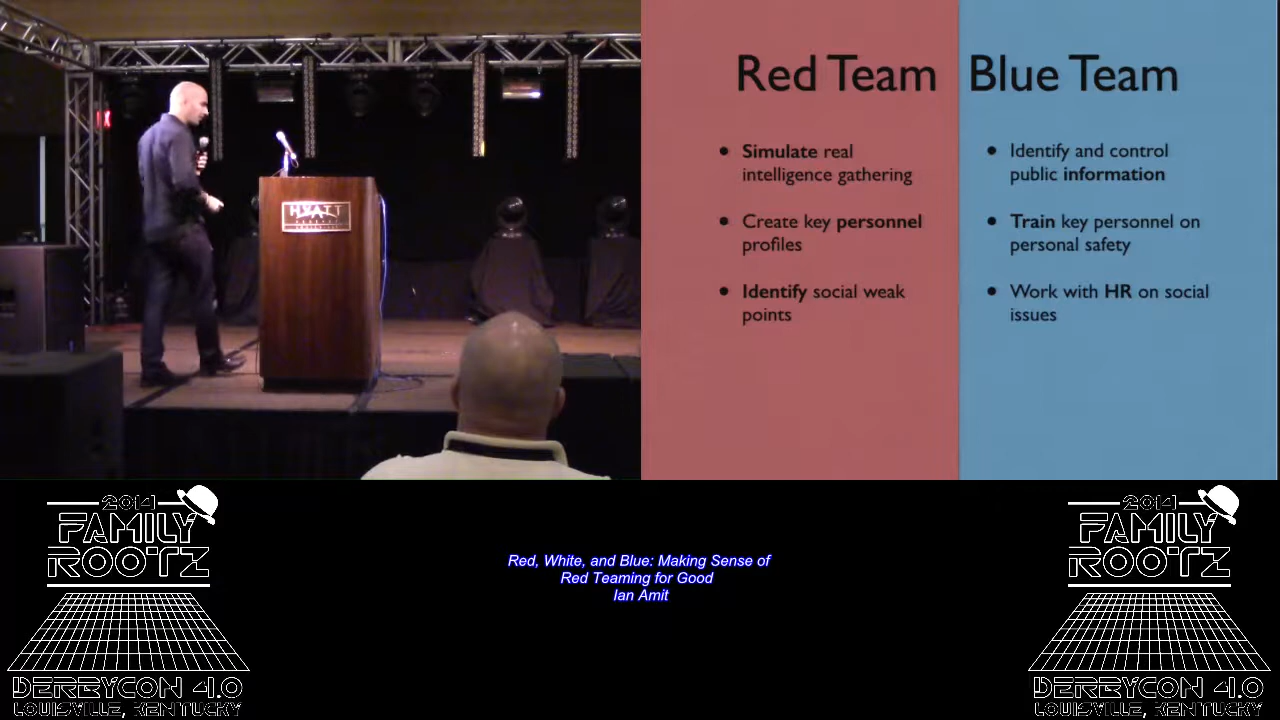 HYATT
Red Team
Simulate real
intelligence gathering
Create key personnel
profiles
Identify social weak
points
Blue Team
Identify and control
public information
Train key personnel on
personal safety
Work with HR on social
issues
2014
FAMILY
ROOTZ
DERBYCON 4.0
LOUISVILLE, KENTUCKY
Red, White, and Blue: Making Sense of
Red Teaming for Good
Ian Amit
2014
FAMILY
ROOTZ
DERBYCON 4.0
LOUISVILLE, KENTUCKY